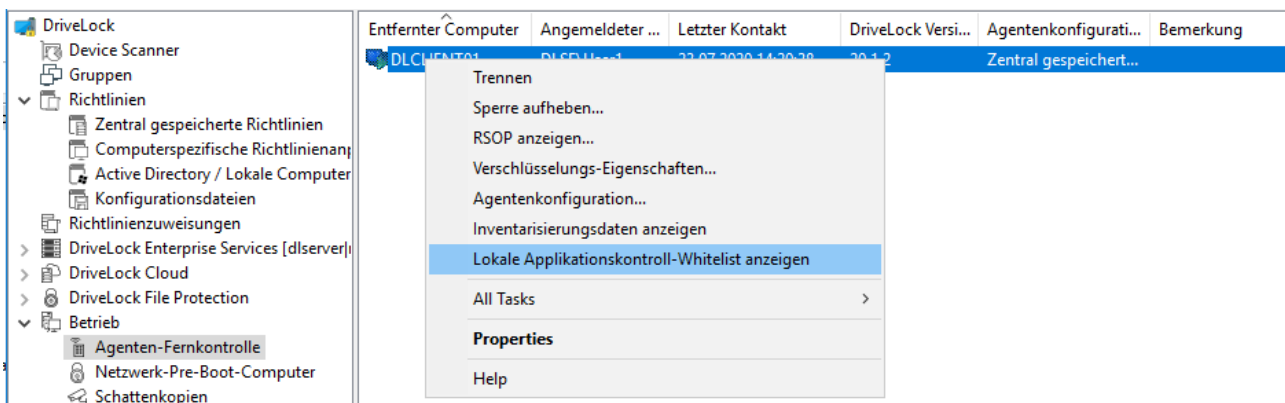 DriveLock
Device Scanner
Gruppen
Richtlinien
Zentral gespeicherte Richtlinien
Computerspezifische Richtlinienan
Active Directory / Lokale Computer
Konfigurationsdateien
Richtlinienzuweisungen
DriveLock Enterprise Services [dlserver|
DriveLock Cloud
DriveLock File Protection
Betrieb
Agenten-Fernkontrolle
Netzwerk-Pre-Boot-Computer
Schattenkopien
Entfernter Computer Angemeldeter ... Letzter Kontakt DriveLock Versi... Agentenkonfigurati... Bemerkung
DLCLIENT01 Zentral gespeichert...
Trennen
Sperre aufheben...
RSOP anzeigen...
Verschlüsselungs-Eigenschaften...
Agentenkonfiguration...
Inventarisierungsdaten anzeigen
Lokale Applikationskontroll-Whitelist anzeigen
All Tasks
Properties
Help